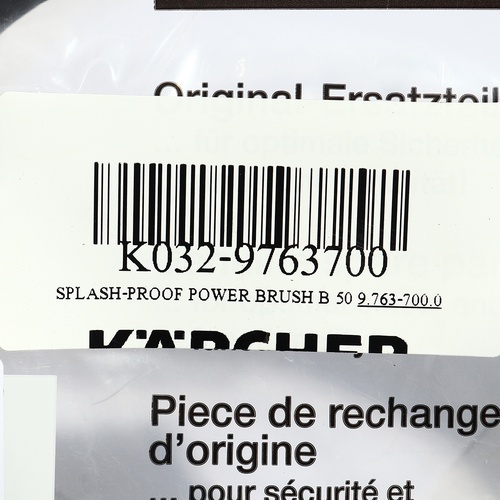 Original Ersatzteil
K032-9763700
SPLASH-PROOF POWER BRUSH B 50 9.763-700.0
KÄRCHER
Piece de rechange
d'origine
... pour sécurité et